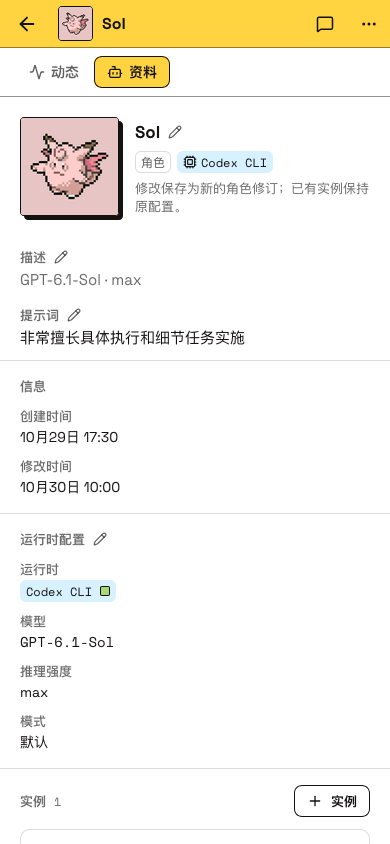 Sol
动态
资料
Sol
角色
Codex CLI
修改保存为新的角色修订；已有实例保持
原配置。
描述
GPT-6.1-Sol · max
提示词
非常擅长具体执行和细节任务实施
信息
创建时间
10月29日 17:30
修改时间
10月30日 10:00
运行时配置
运行时
Codex CLI
模型
GPT-6.1-Sol
推理强度
max
模式
默认
实例 1
+ 实例